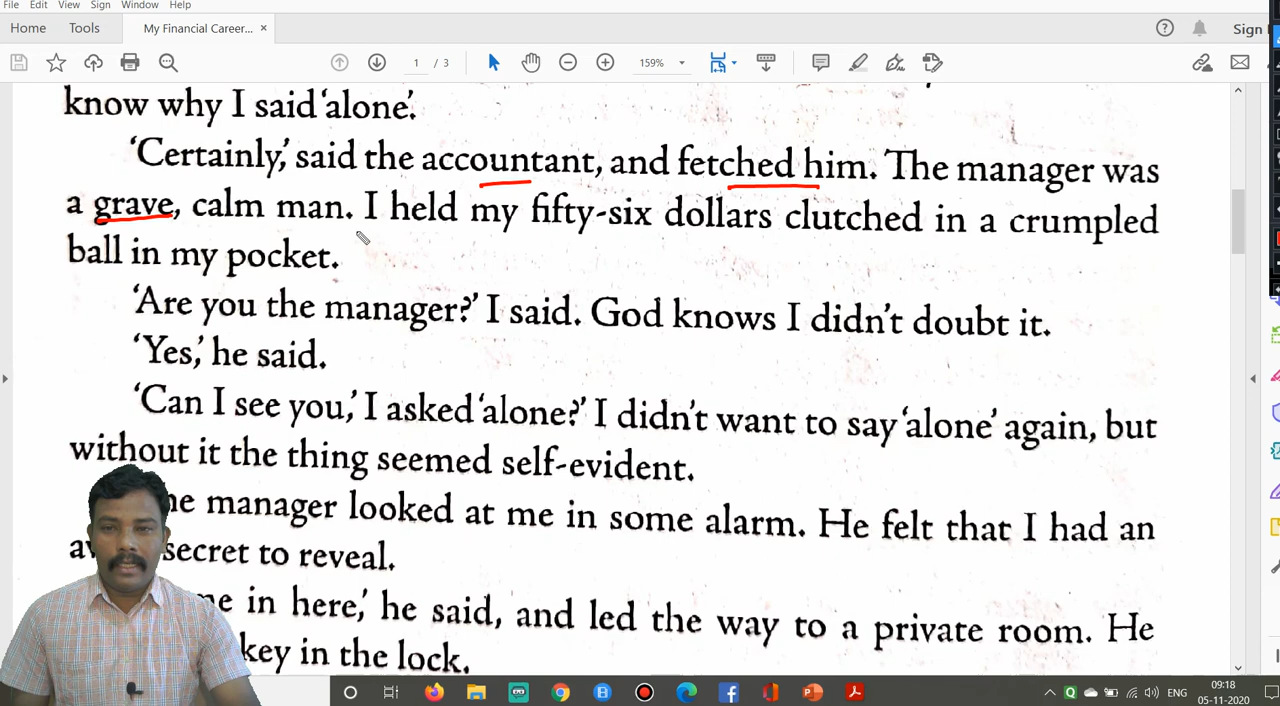 File Edit View Sign Window Help
Home Tools My Financial Career... × Sign
1 / 3 159%
know why I said ‘alone’.
‘Certainly,’ said the accountant, and fetched him. The manager was
a grave, calm man. I held my fifty-six dollars clutched in a crumpled
ball in my pocket.
‘Are you the manager?’ I said. God knows I didn’t doubt it.
‘Yes,’ he said.
‘Can I see you,’ I asked ‘alone?’ I didn’t want to say ‘alone’ again, but
without it the thing seemed self-evident.
manager looked at me in some alarm. He felt that I had an
secret to reveal.
in here,’ he said, and led the way to a private room. He
key in the lock.
ENG 09:18
05-11-2020